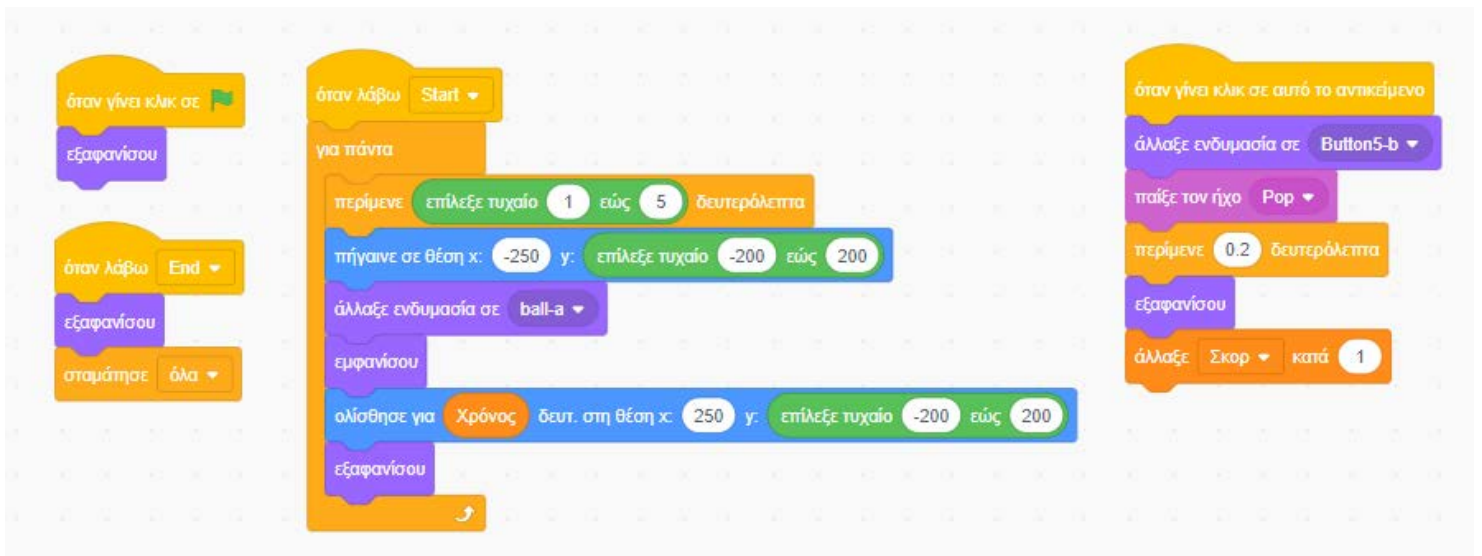 όταν γίνει κλικ σε
εξαφανίσου
όταν λάβω End
εξαφανίσου
σταμάτησε όλα
όταν λάβω Start
για πάντα
περίμενε επίλεξε τυχαίο 1 εώς 5 δευτερόλεπτα
πήγαινε σε θέση x: -250 y: επίλεξε τυχαίο -200 εώς 200
άλλαξε ενδυμασία σε ball-a
εμφανίσου
ολίσθησε για Χρόνος δευτ. στη θέση x: 250 y: επίλεξε τυχαίο -200 εώς 200
εξαφανίσου
όταν γίνει κλικ σε αυτό το αντικείμενο
άλλαξε ενδυμασία σε Button5-b
παίξε τον ήχο Pop
περίμενε 0.2 δευτερόλεπτα
εξαφανίσου
άλλαξε Σκορ κατά 1